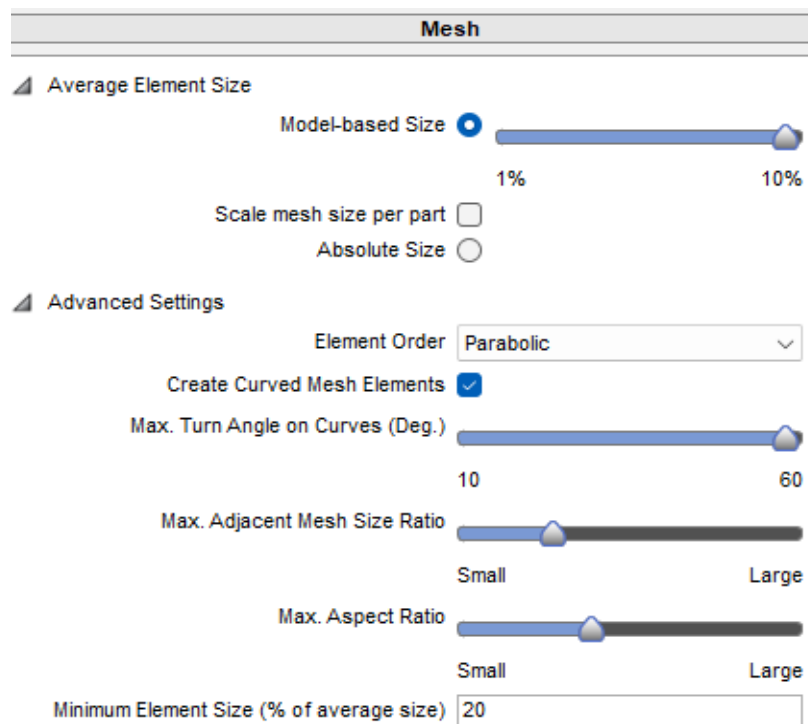 Mesh
Average Element Size
Model-based Size
1% 10%
Scale mesh size per part
Absolute Size
Advanced Settings
Element Order Parabolic
Create Curved Mesh Elements
Max. Turn Angle on Curves (Deg.)
10 60
Max. Adjacent Mesh Size Ratio
Small Large
Max. Aspect Ratio
Small Large
Minimum Element Size (% of average size) 20